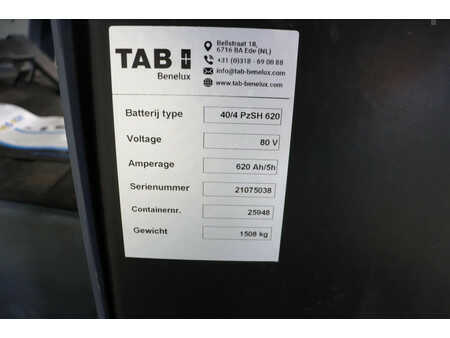 TAB
Benelux
Bellstraat 18,
6716 BA Ede (NL)
+31 (0)318 - 69 00 88
info@tab-benelux.com
www.tab-benelux.com
Batterij type 40/4 PzSH 620
Voltage 80 V
Amperage 620 Ah/5h
Serienummer 21075038
Containernr. 25948
Gewicht 1508 kg